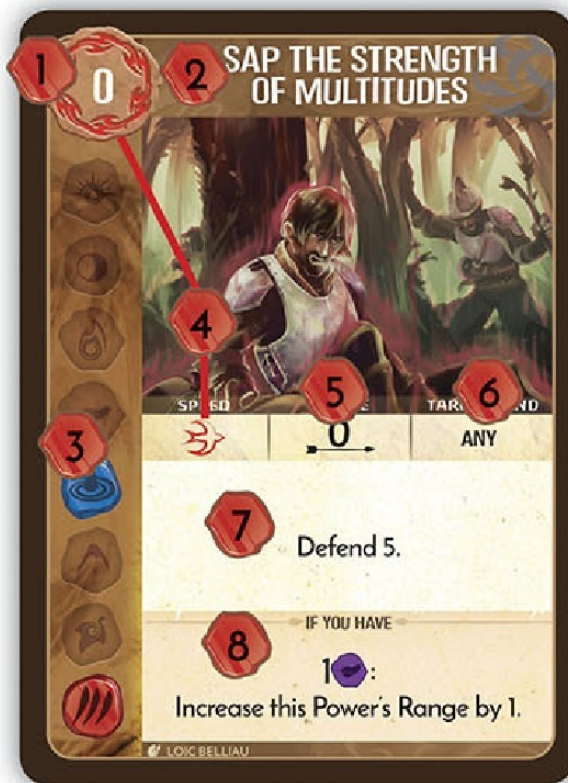 1
0
2
SAP THE STRENGTH
OF MULTITUDES
4
5
6
3
0
ANY
7
Defend 5.
IF YOU HAVE
8
1 :
Increase this Power's Range by 1.
LOIC BELLIAU